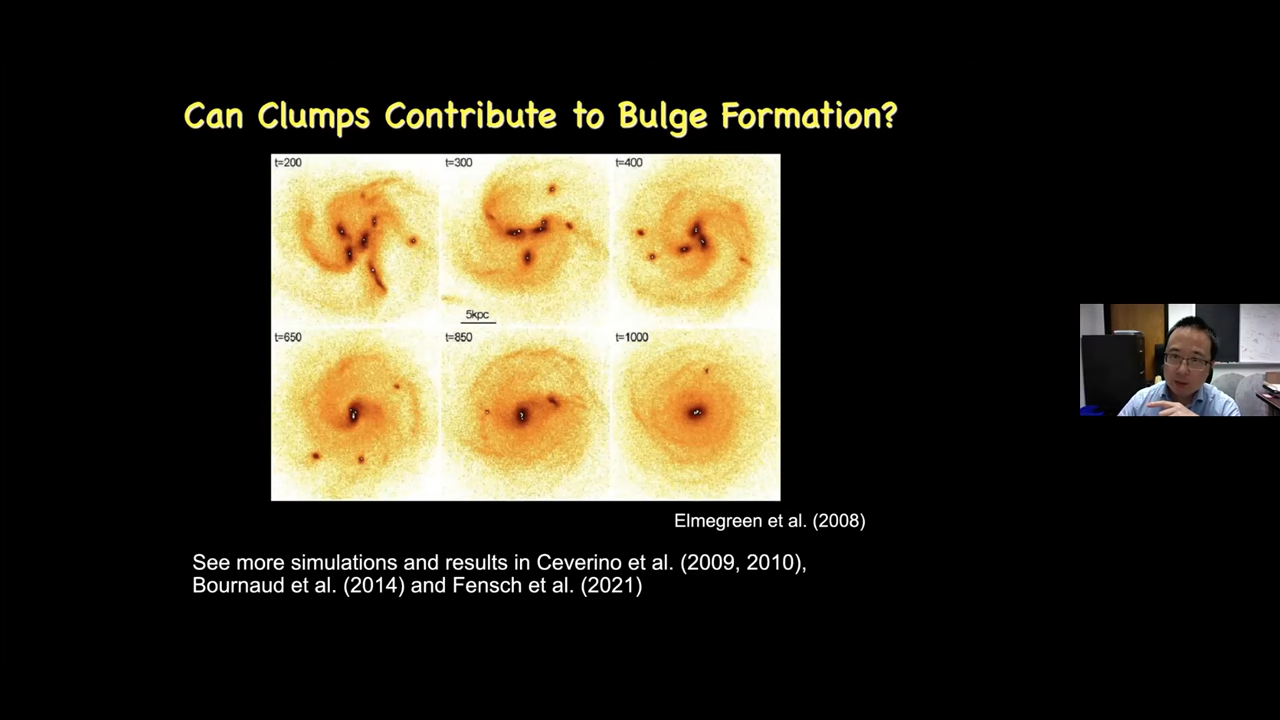 Can Clumps Contribute to Bulge Formation?
t=200
t=300
t=400
5kpc
t=650
t=850
t=1000
Elmegreen et al. (2008)
See more simulations and results in Ceverino et al. (2009, 2010),
Bournaud et al. (2014) and Fensch et al. (2021)